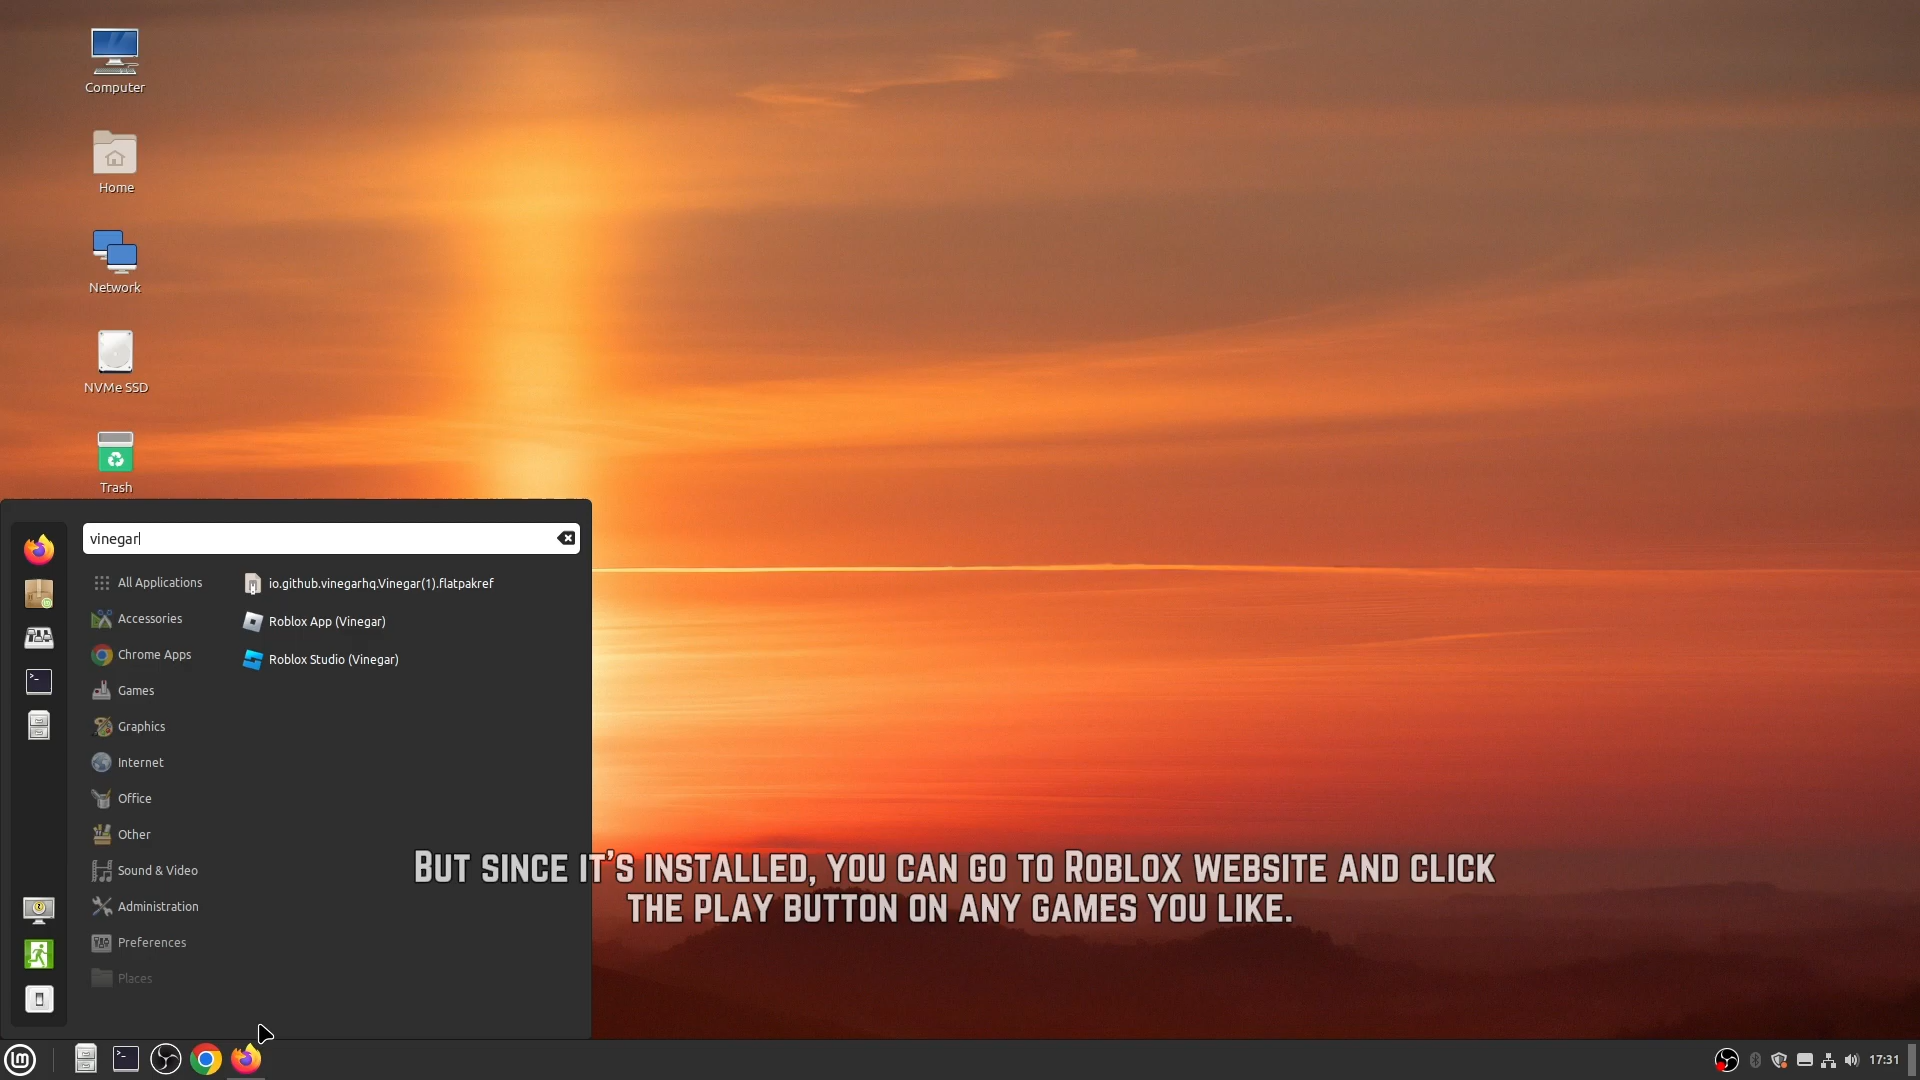 Computer
Home
Network
NVMe SSD
Trash
vinegar
All Applications
Accessories
Chrome Apps
Games
Graphics
Internet
Office
Other
Sound & Video
Administration
Preferences
Places
io.github.vinegarhq.Vinegar(1).flatpakref
Roblox App (Vinegar)
Roblox Studio (Vinegar)
But since it's installed, you can go to Roblox website and click
the play button on any games you like.
17:31